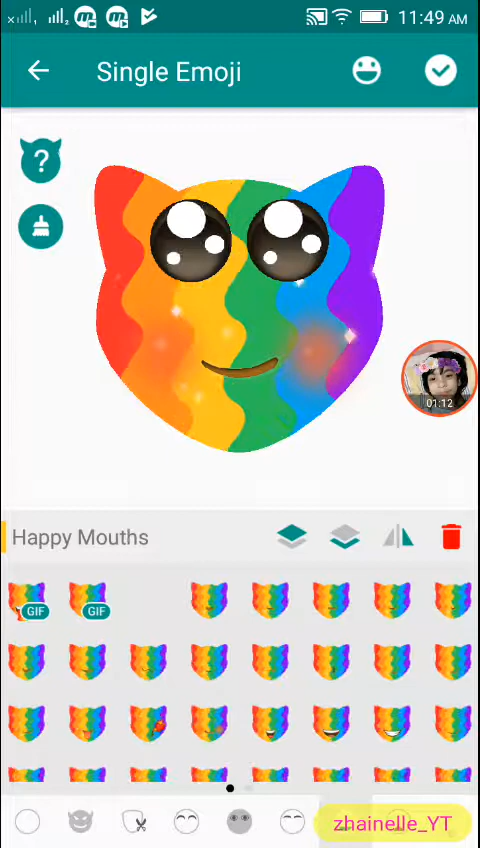 11:49 AM
Single Emoji
?
01:12
Happy Mouths
GIF GIF
zhainelle_YT